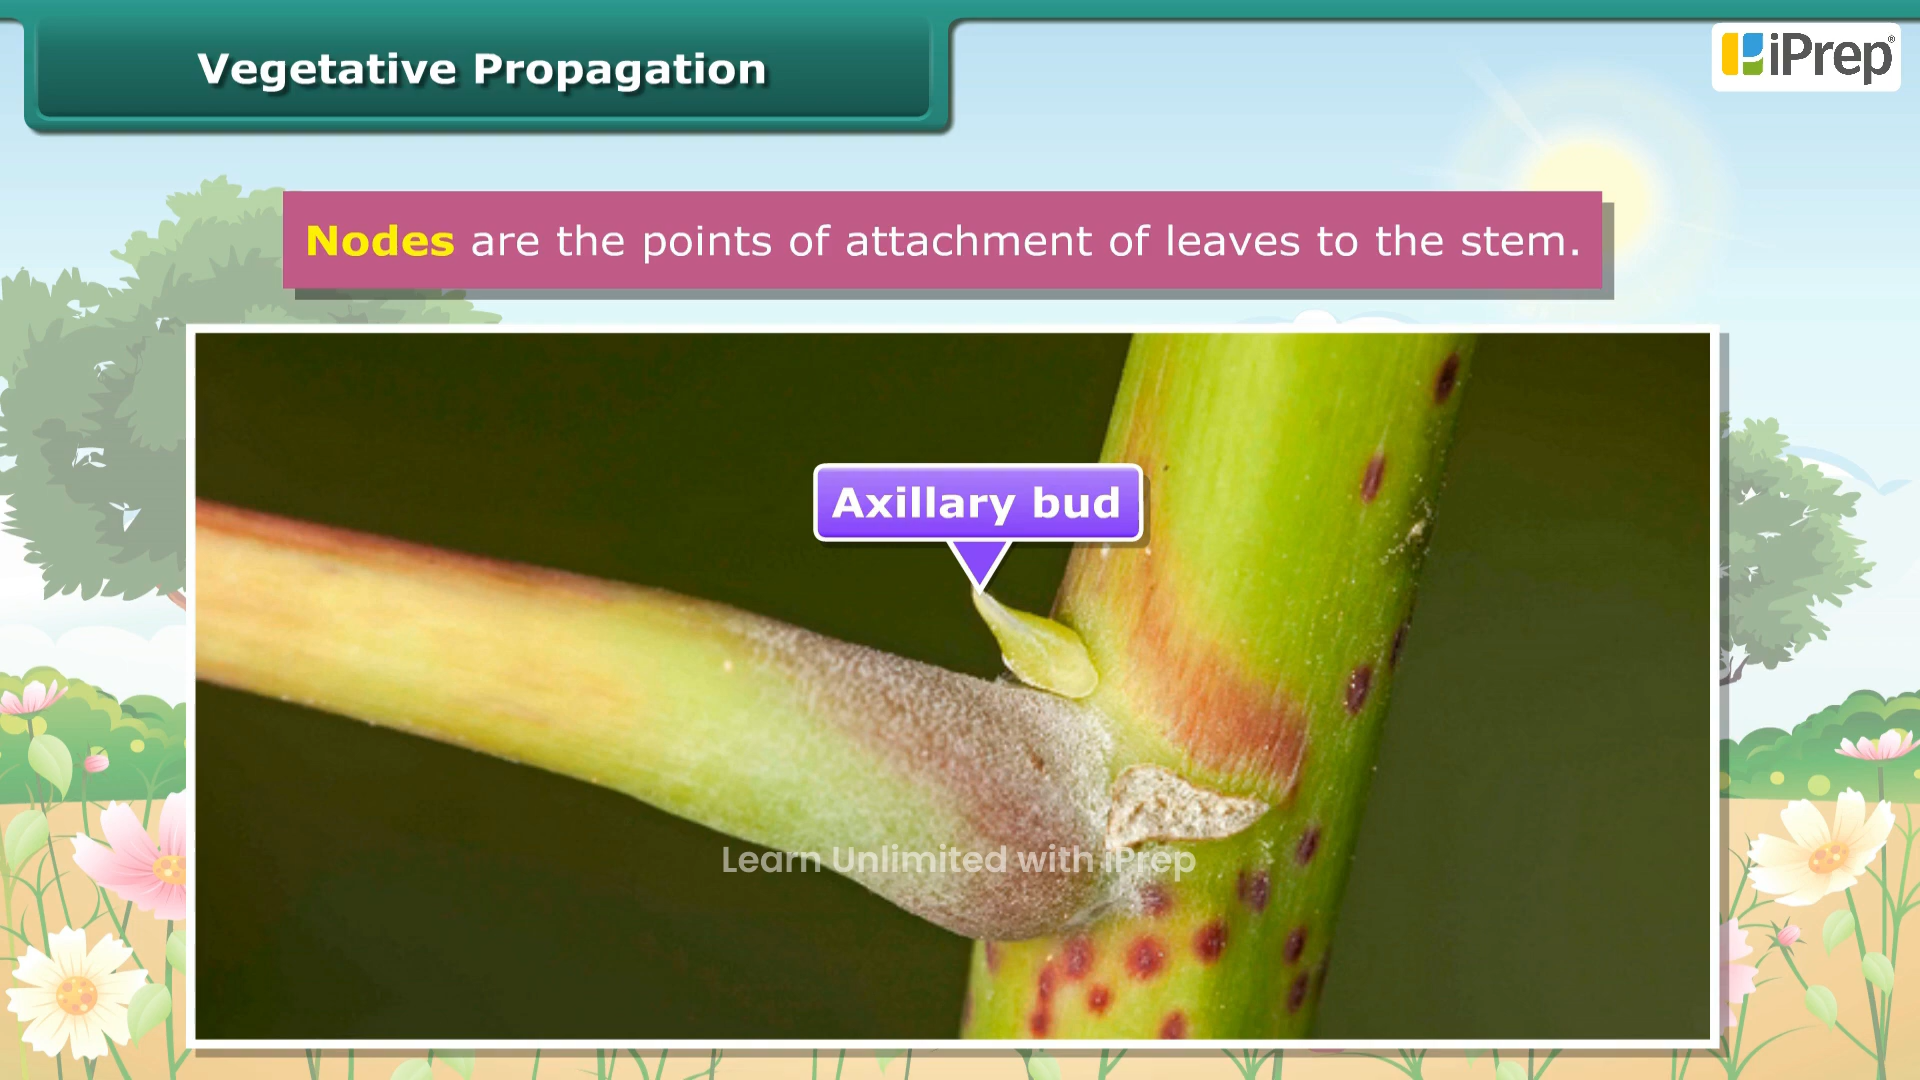 Vegetative Propagation
iPrep®
Nodes are the points of attachment of leaves to the stem.
Axillary bud
Learn Unlimited with iPrep